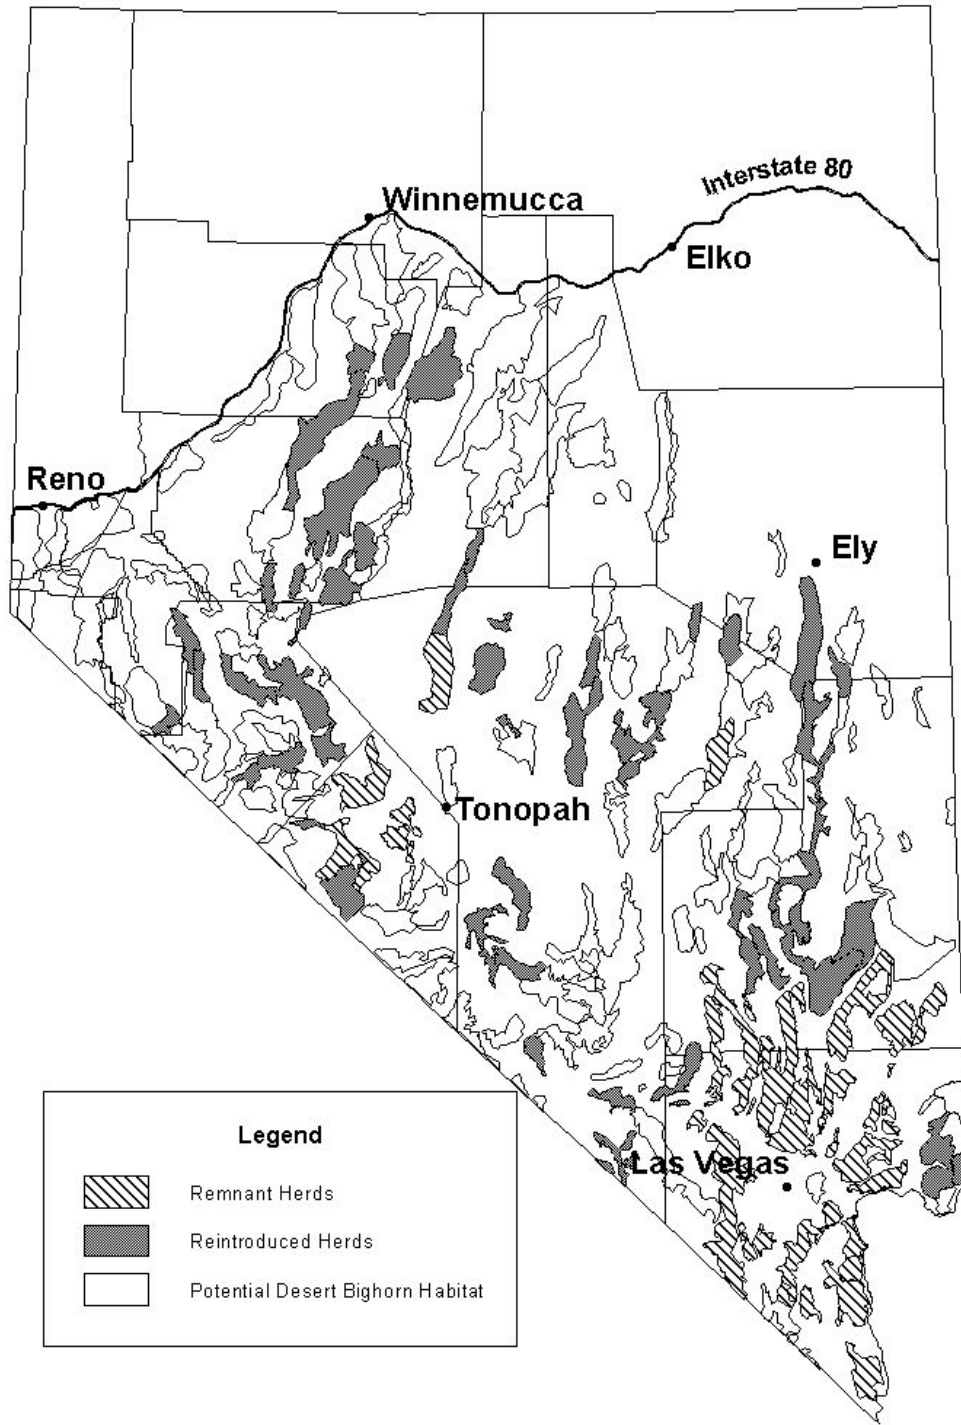 Interstate 80
Winnemucca
Elko
Reno
Ely
Tonopah
Las Vegas
Legend
Remnant Herds
Reintroduced Herds
Potential Desert Bighorn Habitat